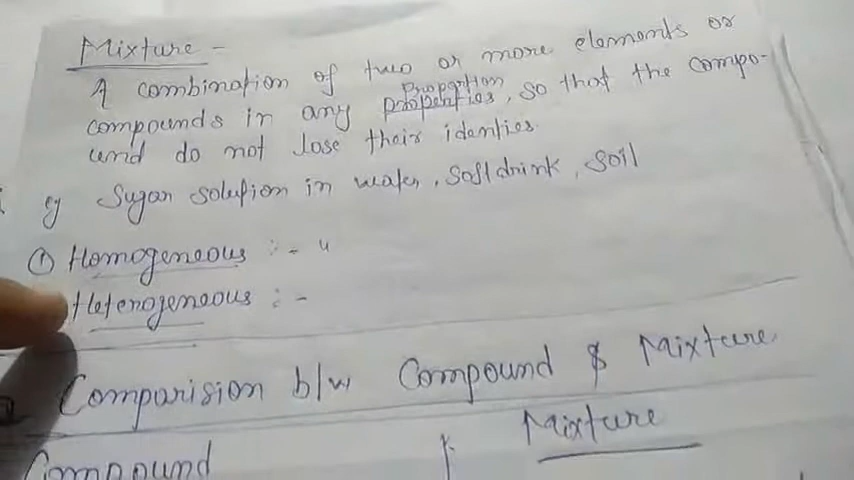 Mixture -
A combination of two or more elements or
compounds in any properties, so that the compo-
proportion
und do not lose their identies.
eg Sugar solution in water, soft drink, soil
① Homogeneous :- "
Heterogeneous :-
Comparision b/w Compound & Mixture
Compound Mixture